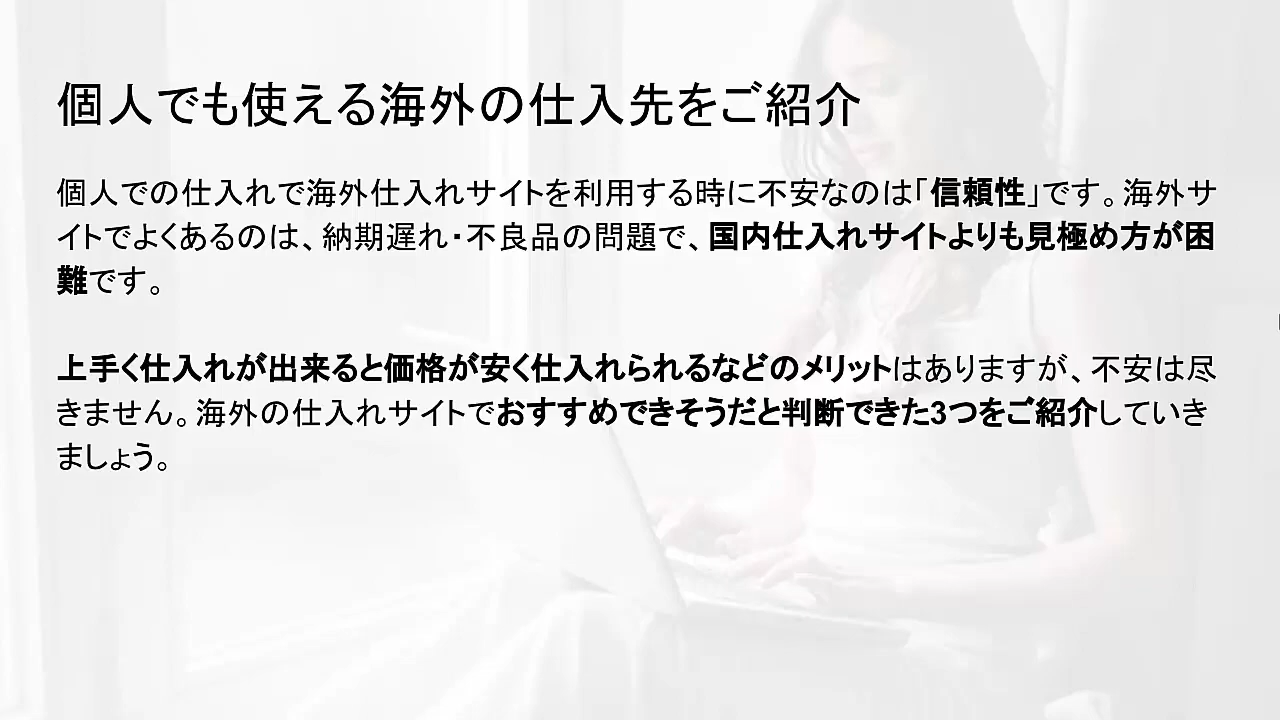 個人でも使える海外の仕入先をご紹介
個人での仕入れで海外仕入れサイトを利用する時に不安なのは「信頼性」です。海外サ
イトでよくあるのは、納期遅れ・不良品の問題で、国内仕入れサイトよりも見極め方が困
難です。
上手く仕入れが出来ると価格が安く仕入れられるなどのメリットはありますが、不安は尽
きません。海外の仕入れサイトでおすすめできそうだと判断できた3つをご紹介していき
ましょう。